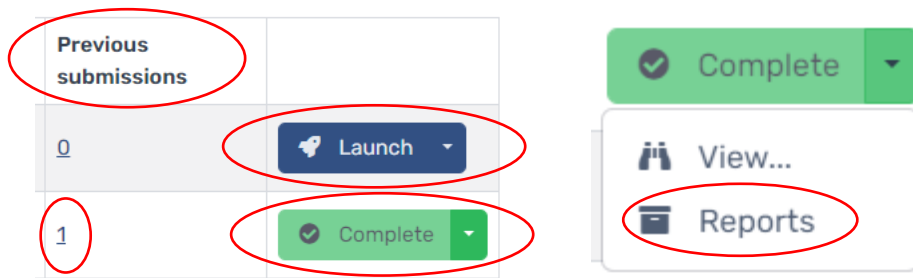 Previous
submissions
0
Launch
1
Complete
Complete
View...
Reports